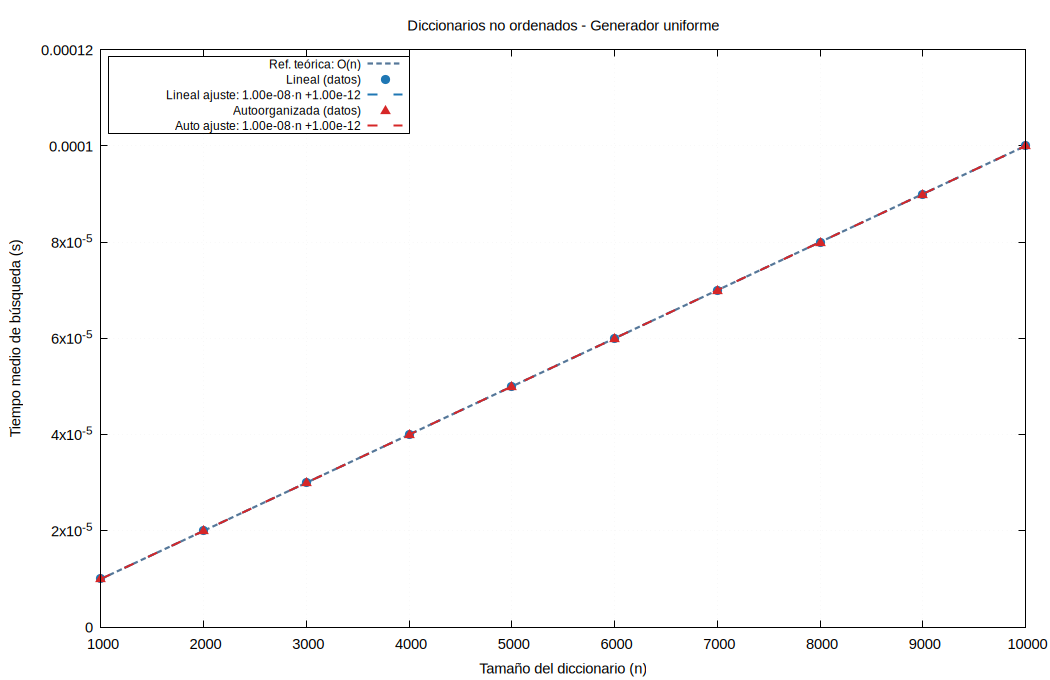 Diccionarios no ordenados - Generador uniforme
0.00012
0.0001
8x10-5
6x10-5
4x10-5
2x10-5
0
Tiempo medio de búsqueda (s)
Ref. teórica: O(n)
Lineal (datos)
Lineal ajuste: 1.00e-08·n +1.00e-12
Autoorganizada (datos)
Auto ajuste: 1.00e-08·n +1.00e-12
1000 2000 3000 4000 5000 6000 7000 8000 9000 10000
Tamaño del diccionario (n)